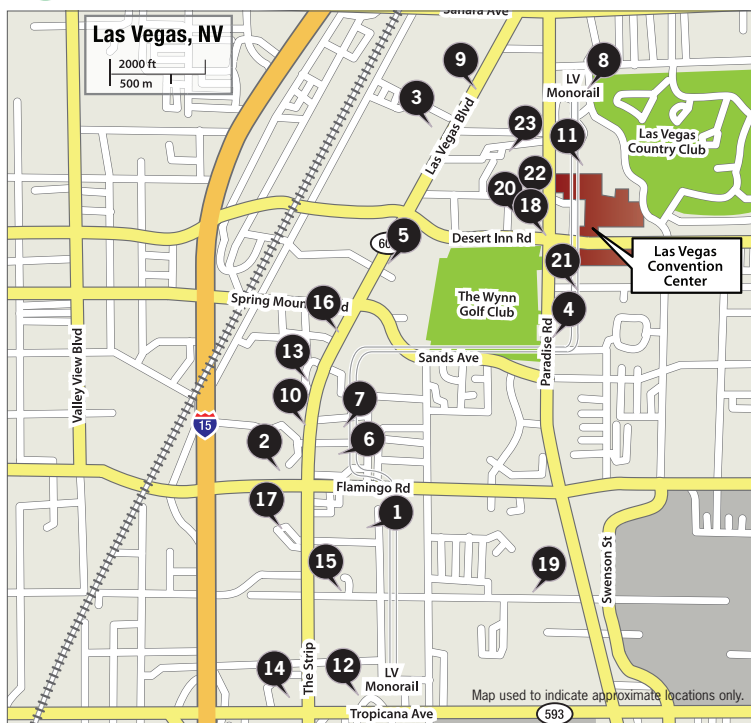 Sahara Ave
Las Vegas, NV
2000 ft
500 m
9
8
LV
Monorail
3
Las Vegas Blvd
23
11
Las Vegas
Country Club
22
20
18
5
60
Desert Inn Rd
21
Las Vegas
Convention
Center
Spring Moun
d
16
The Wynn
Golf Club
4
Valley View Blvd
13
Sands Ave
Paradise Rd
10
7
15
2
6
Flamingo Rd
17
1
15
19
Swenson St
The Strip
14
12
LV
Monorail
Map used to indicate approximate locations only.
Tropicana Ave
593